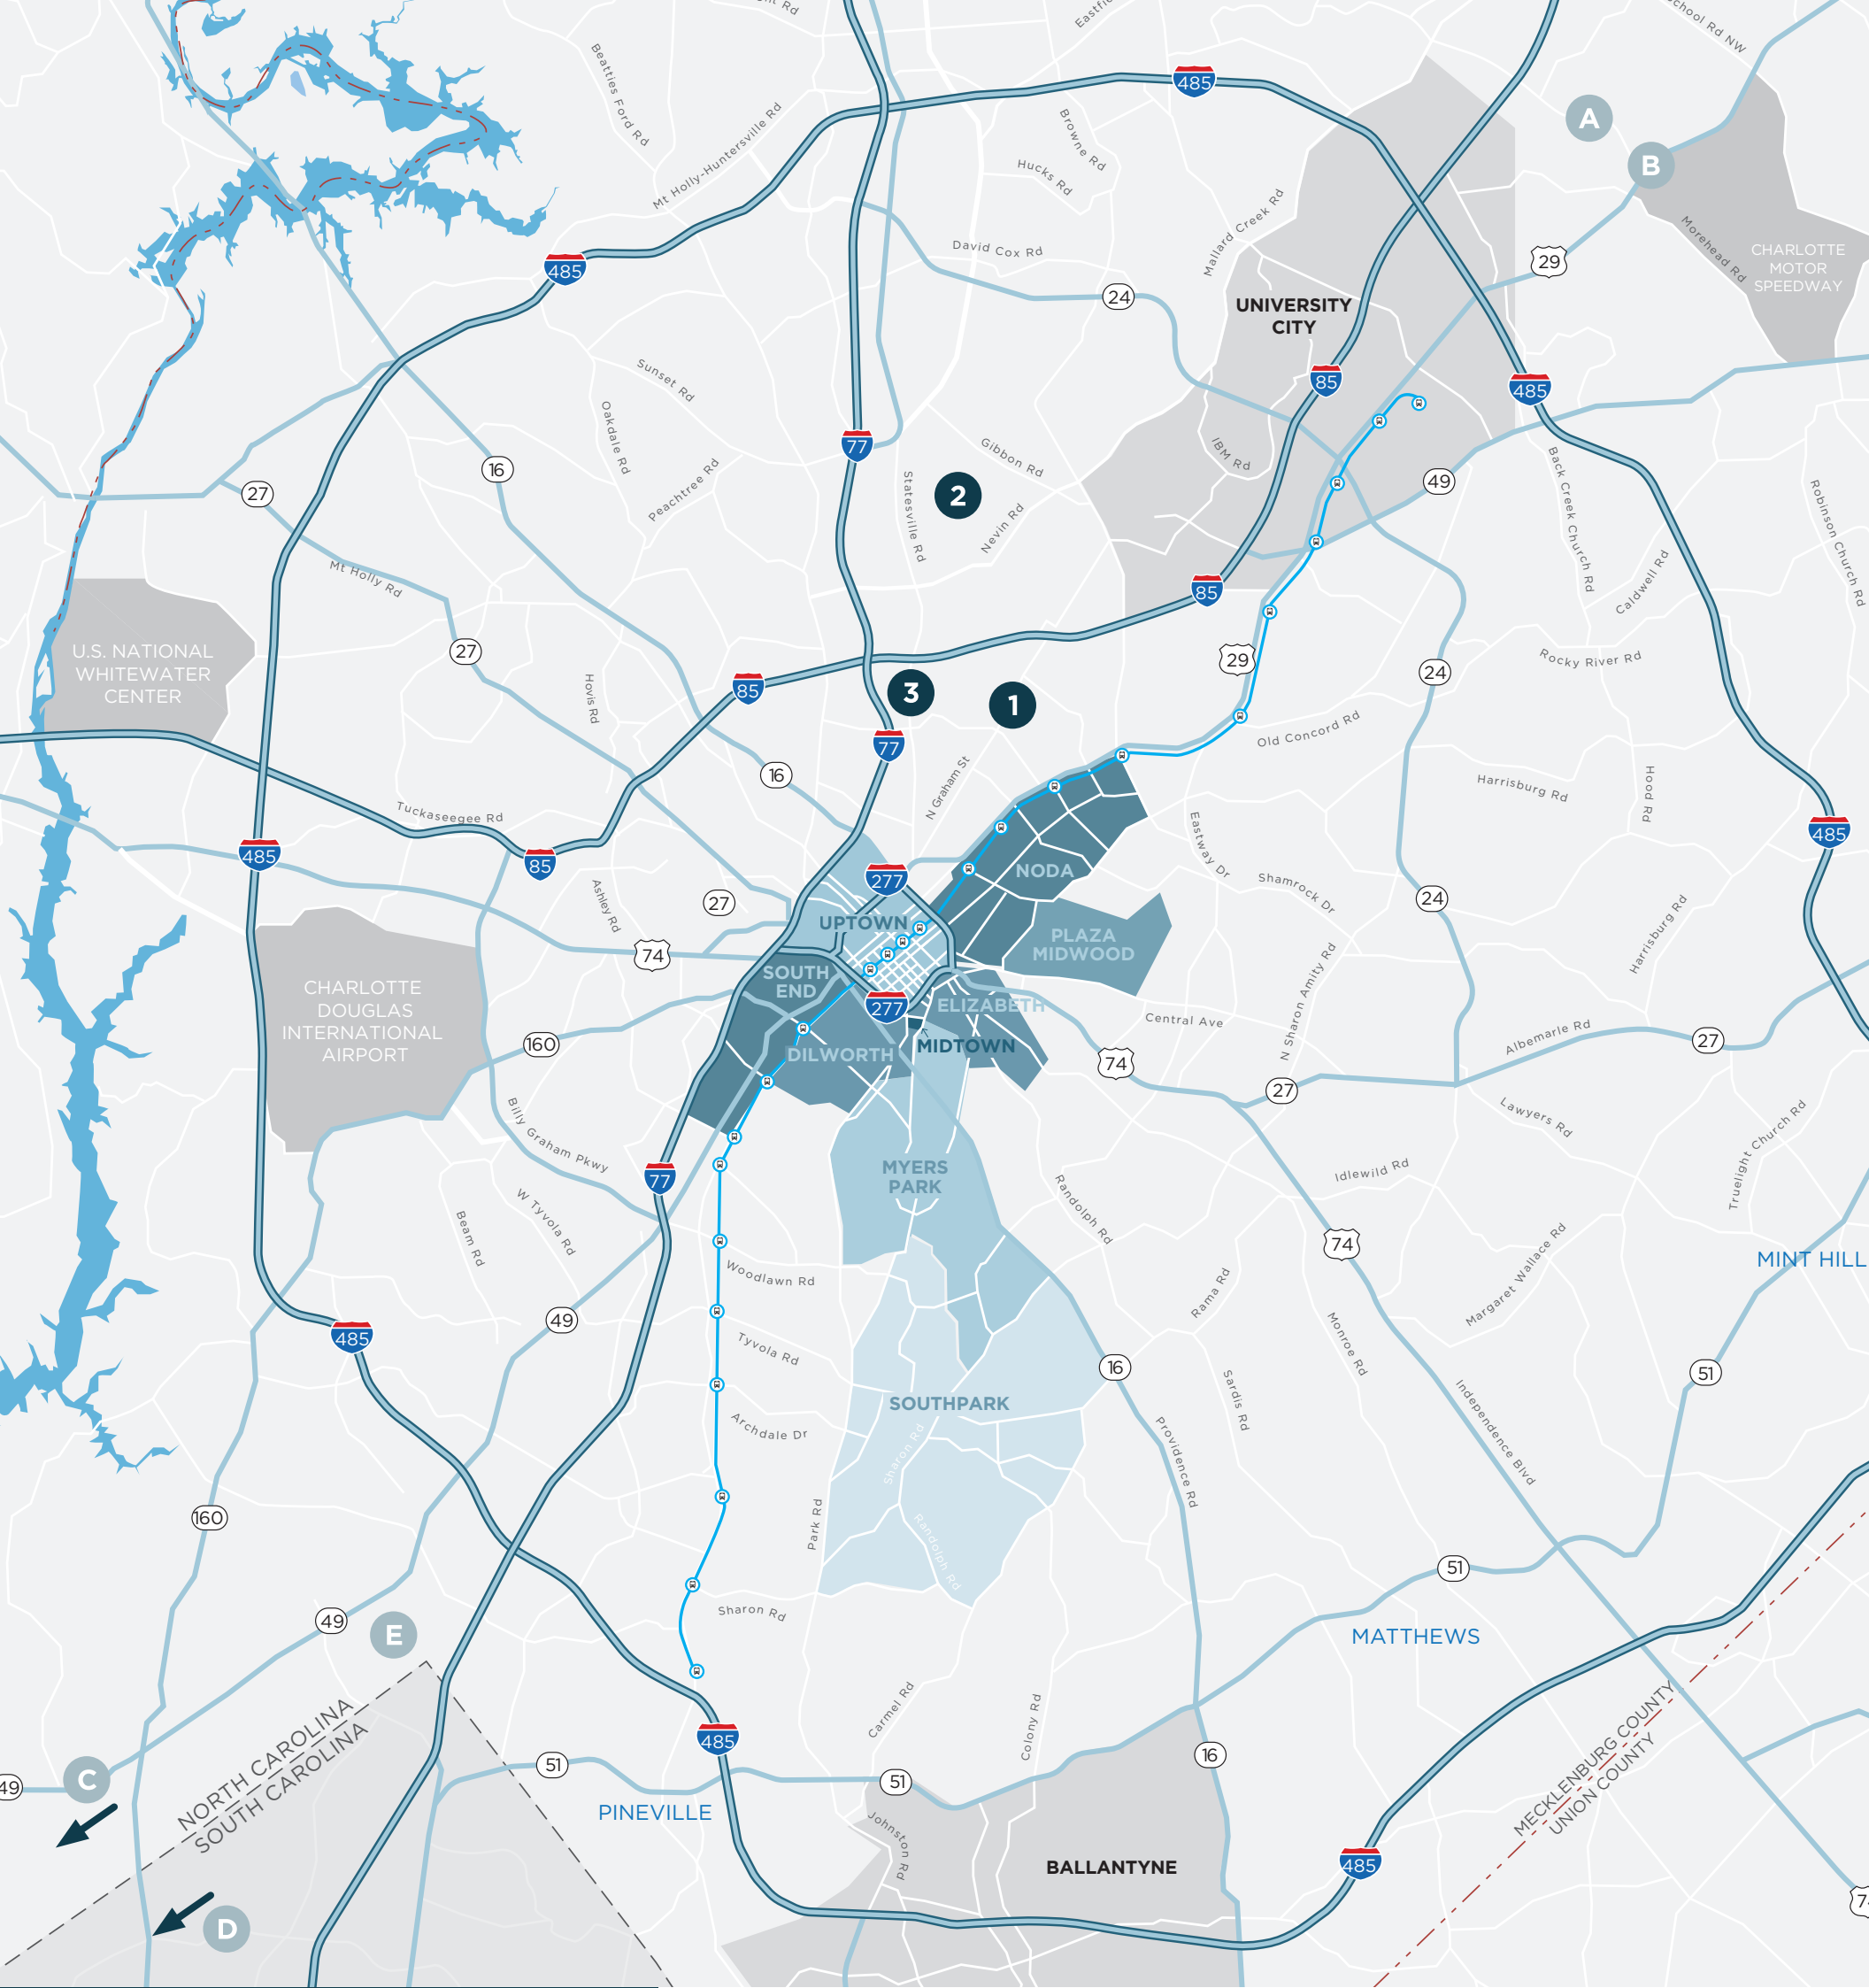 School Rd NW
Beatties Ford Rd
Mt Holly-Huntersville Rd
485
Browne Rd
Hucks Rd
A
B
Mallard Creek Rd
David Cox Rd
24
29
Morehead Rd
CHARLOTTE
MOTOR
SPEEDWAY
485
UNIVERSITY
CITY
85
485
Sunset Rd
Oakdale Rd
Peachtree Rd
77
Gibbon Rd
IBM Rd
16
27
Statesville Rd
2
Nevin Rd
49
Back Creek Church Rd
Robinson Church Rd
Caldwell Rd
Mt Holly Rd
85
U.S. NATIONAL
WHITEWATER
CENTER
27
29
Rocky River Rd
24
Hovis Rd
85
3
1
77
Old Concord Rd
16
N Graham St
Harrisburg Rd
Hood Rd
Tuckaseegee Rd
485
85
485
Eastway Dr
NODA
277
Shamrock Dr
24
Ashley Rd
27
UPTOWN
Harrisburg Rd
74
PLAZA
MIDWOOD
SOUTH
END
N Sharon Amity Rd
CHARLOTTE
DOUGLAS
INTERNATIONAL
AIRPORT
277
ELIZABETH
Central Ave
160
MIDTOWN
DILWORTH
74
Albemarle Rd
27
27
Billy Graham Pkwy
Lawyers Rd
Truelight Church Rd
77
MYERS
PARK
Idlewild Rd
Randolph Rd
W Tyvola Rd
Beam Rd
74
MINT HILL
Woodlawn Rd
Rama Rd
Margaret Wallace Rd
49
485
Tyvola Rd
Monroe Rd
16
51
SOUTHPARK
Sardis Rd
Independence Blvd
Archdale Dr
Sharon Rd
Providence Rd
160
Park Rd
Randolph Rd
51
Sharon Rd
49
E
MATTHEWS
Carmel Rd
Colony Rd
NORTH CAROLINA
SOUTH CAROLINA
MECKLENBURG COUNTY
UNION COUNTY
485
16
49
C
51
51
PINEVILLE
Johnston Rd
BALLANTYNE
485
D